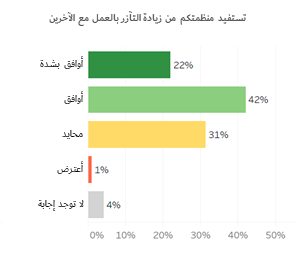 تستفيد منظمتكم من زيادة التآزر بالعمل مع الآخرين
أوافق بشدة
22%
أوافق
42%
محايد
31%
أعترض
1%
لا توجد إجابة
4%
0% 10% 20% 30% 40% 50%